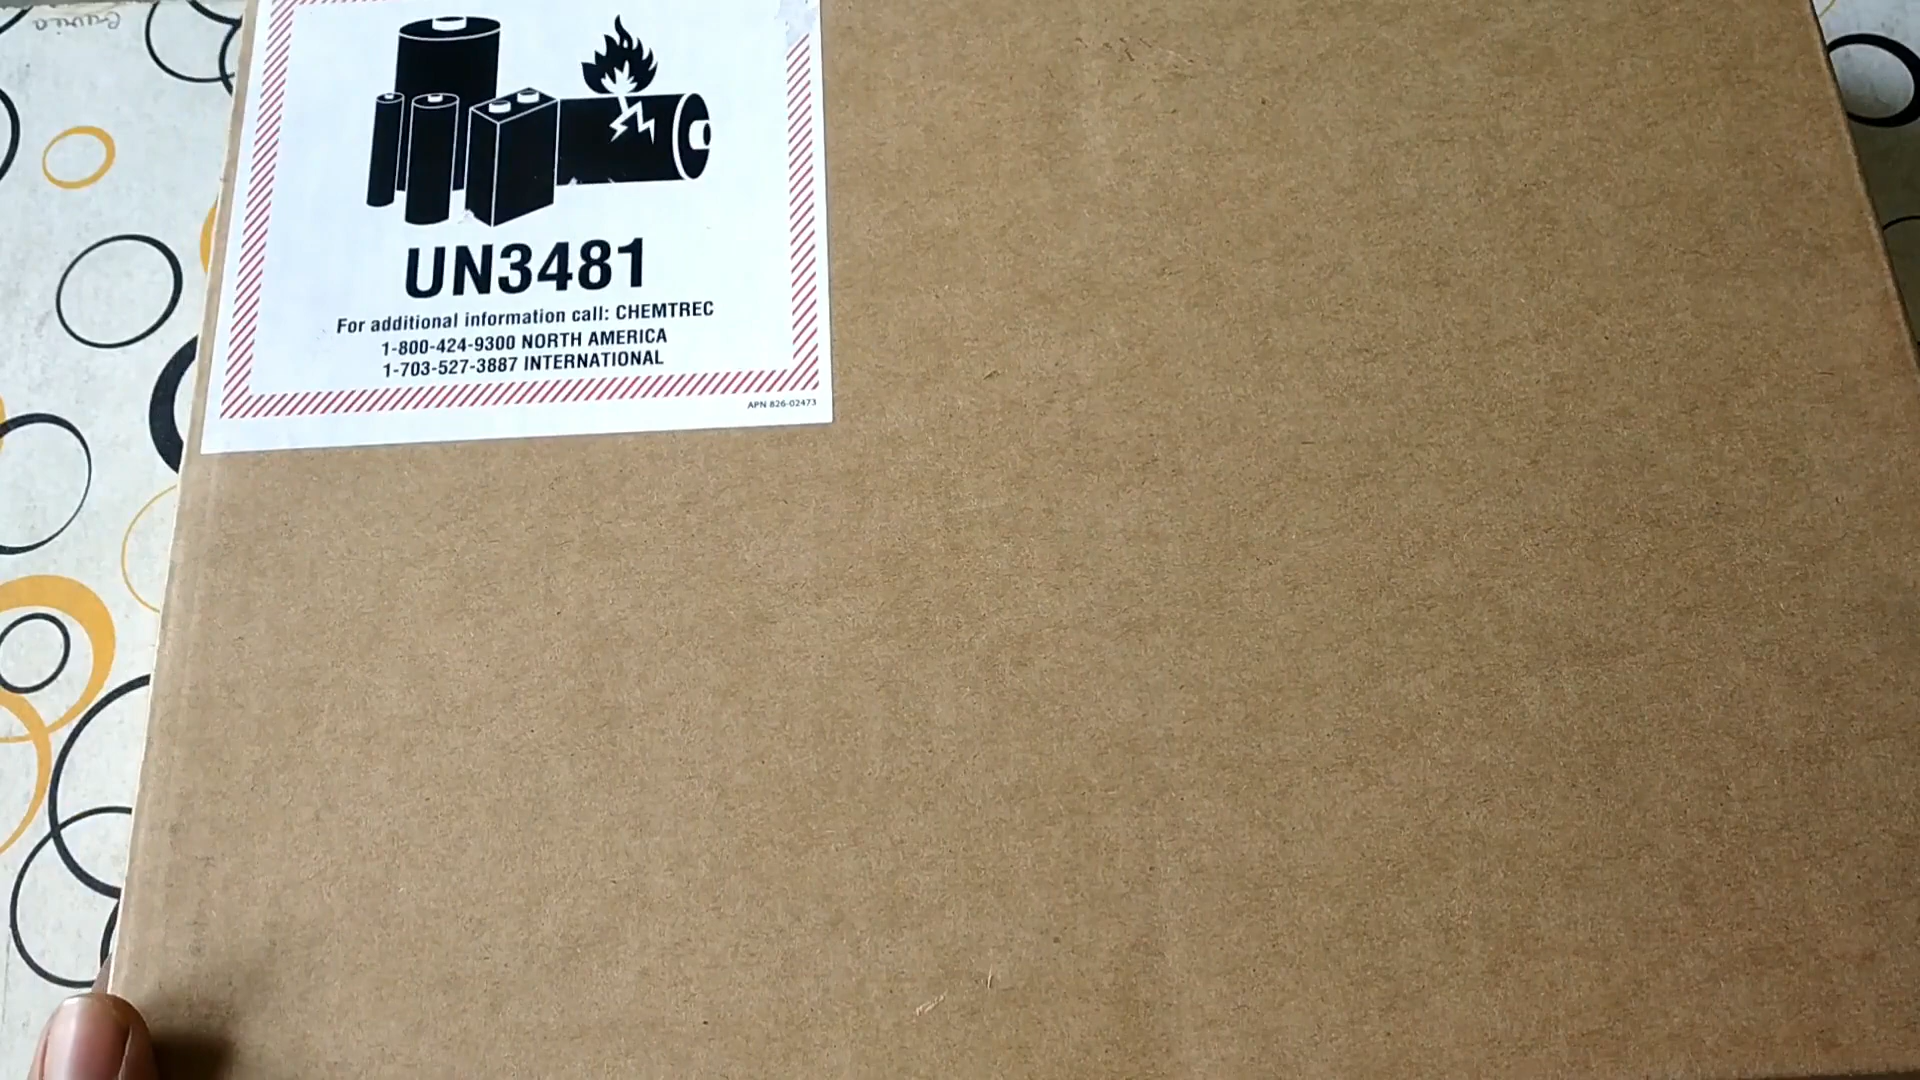 UN3481
For additional information call: CHEMTREC
1-800-424-9300 NORTH AMERICA
1-703-527-3887 INTERNATIONAL
APN 826-02473